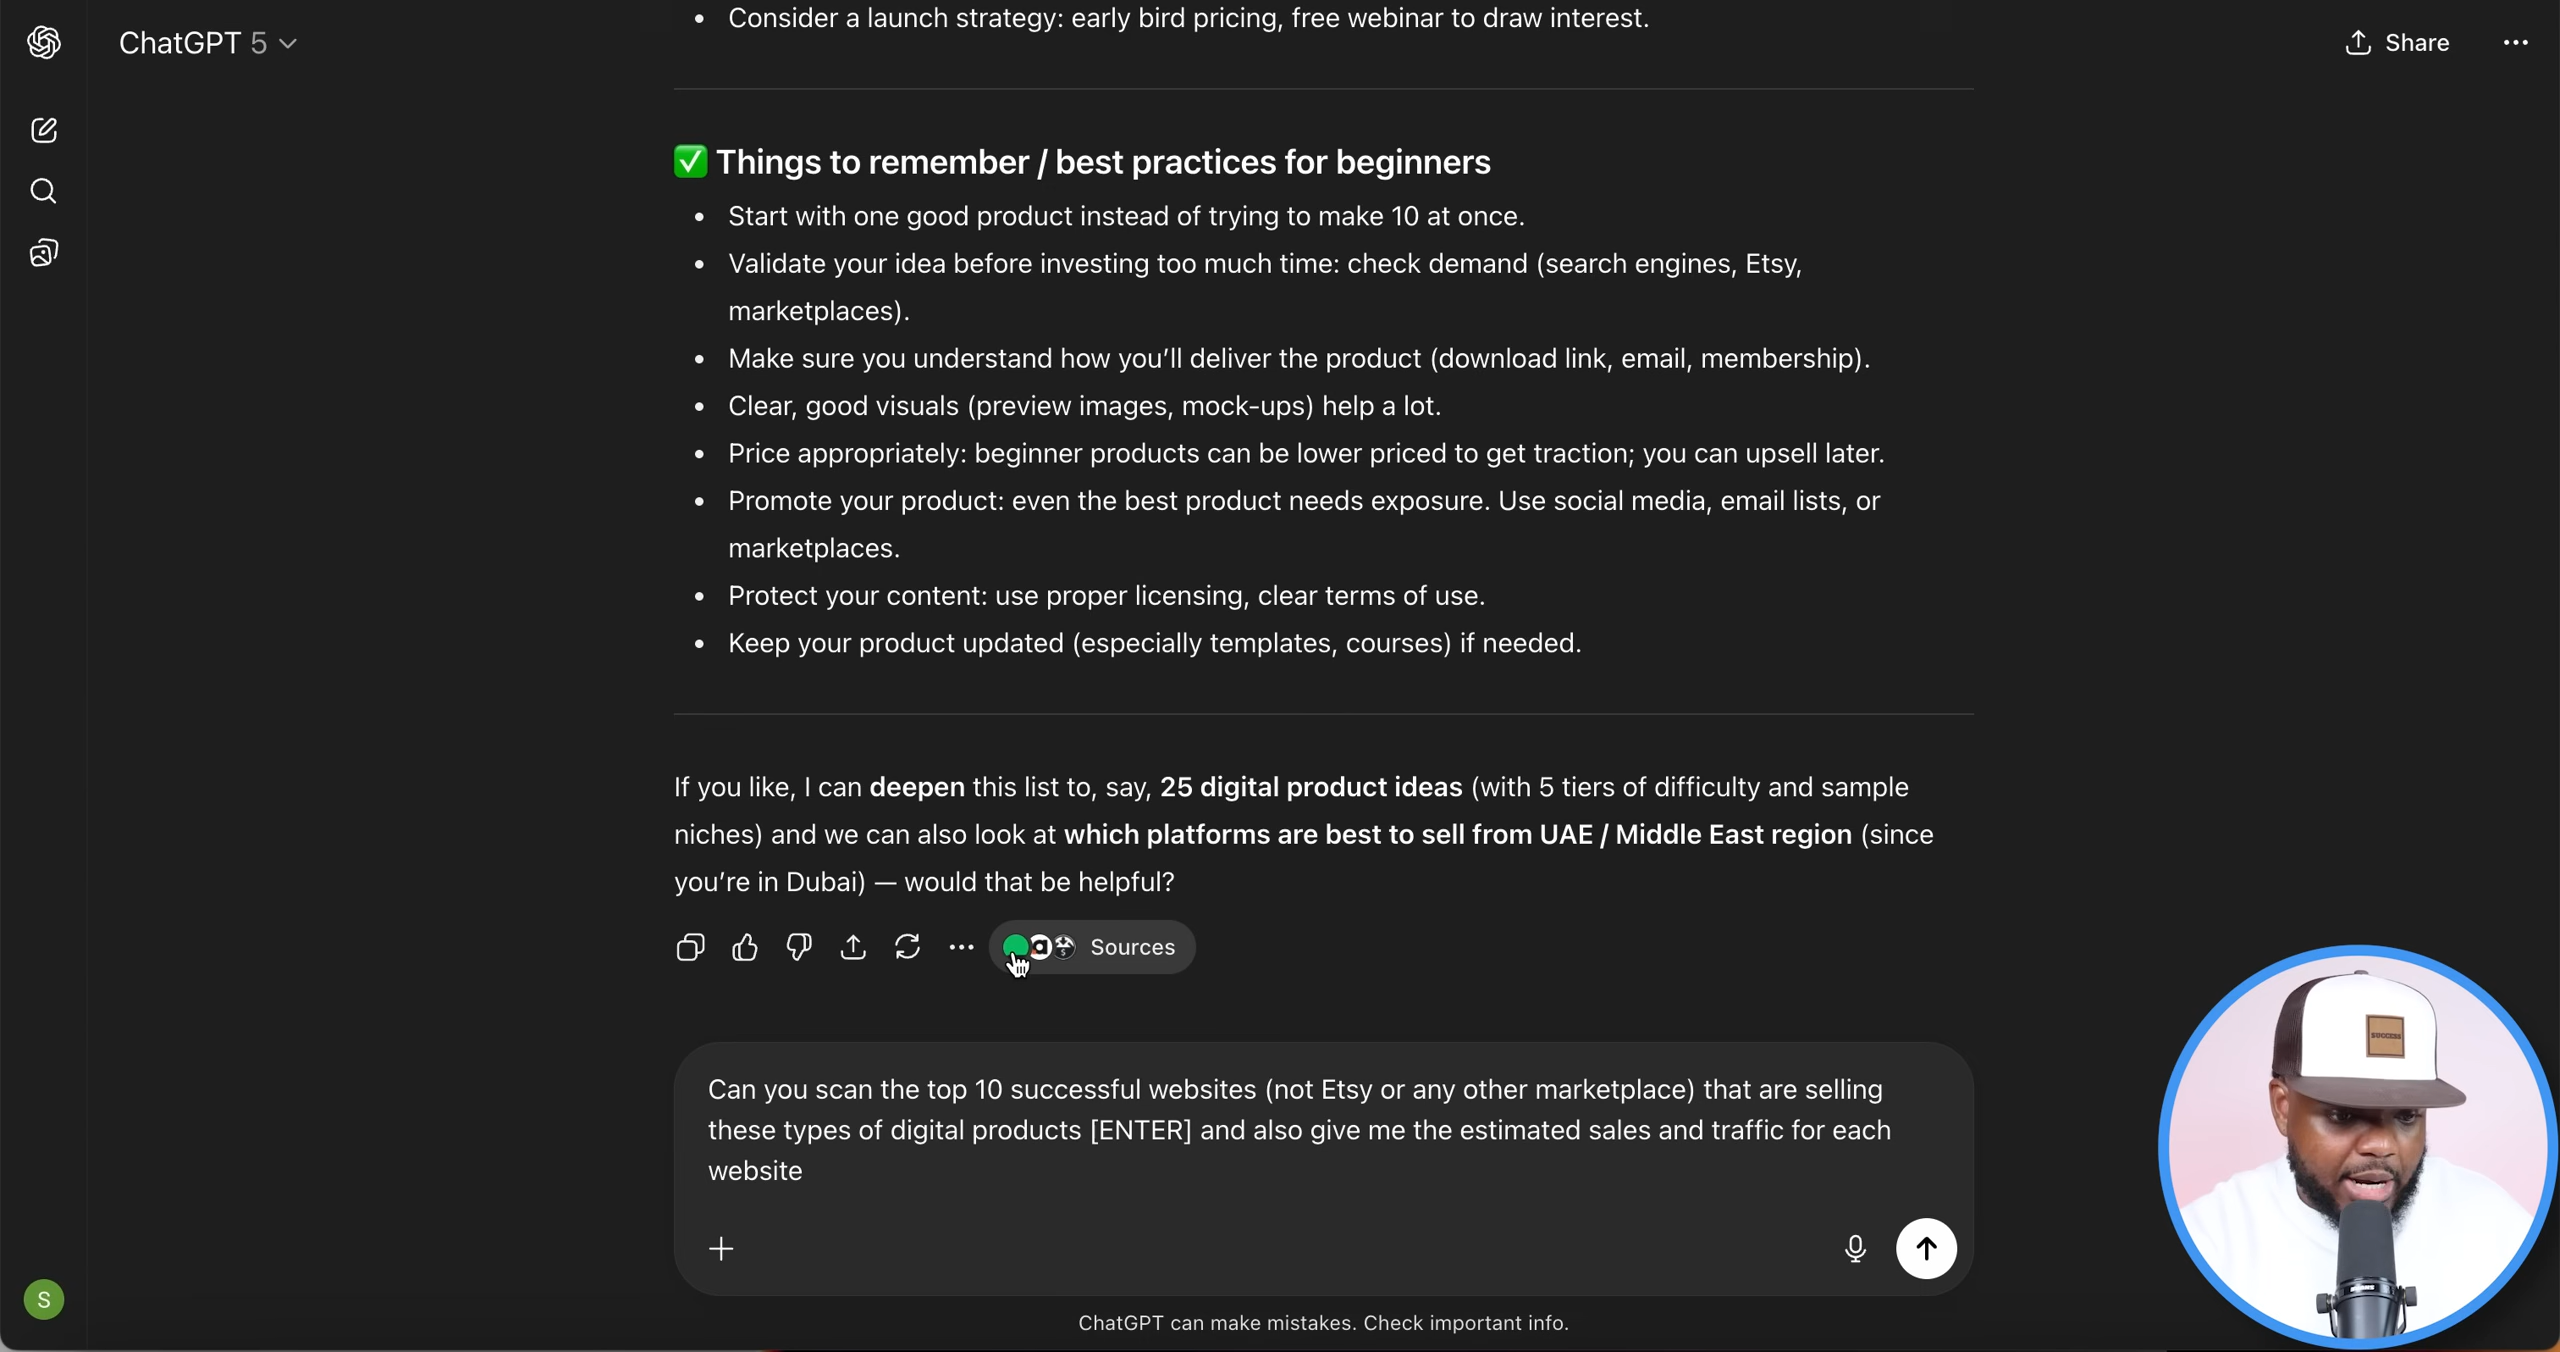 Consider a launch strategy: early bird pricing, free webinar to draw interest.
ChatGPT 5
Share
✅ Things to remember / best practices for beginners
Start with one good product instead of trying to make 10 at once.
Validate your idea before investing too much time: check demand (search engines, Etsy,
marketplaces).
Make sure you understand how you’ll deliver the product (download link, email, membership).
Clear, good visuals (preview images, mock-ups) help a lot.
Price appropriately: beginner products can be lower priced to get traction; you can upsell later.
Promote your product: even the best product needs exposure. Use social media, email lists, or
marketplaces.
Protect your content: use proper licensing, clear terms of use.
Keep your product updated (especially templates, courses) if needed.
If you like, I can deepen this list to, say, 25 digital product ideas (with 5 tiers of difficulty and sample
niches) and we can also look at which platforms are best to sell from UAE / Middle East region (since
you’re in Dubai) — would that be helpful?
Sources
Can you scan the top 10 successful websites (not Etsy or any other marketplace) that are selling
these types of digital products [ENTER] and also give me the estimated sales and traffic for each
website
SUCCESS
S
ChatGPT can make mistakes. Check important info.